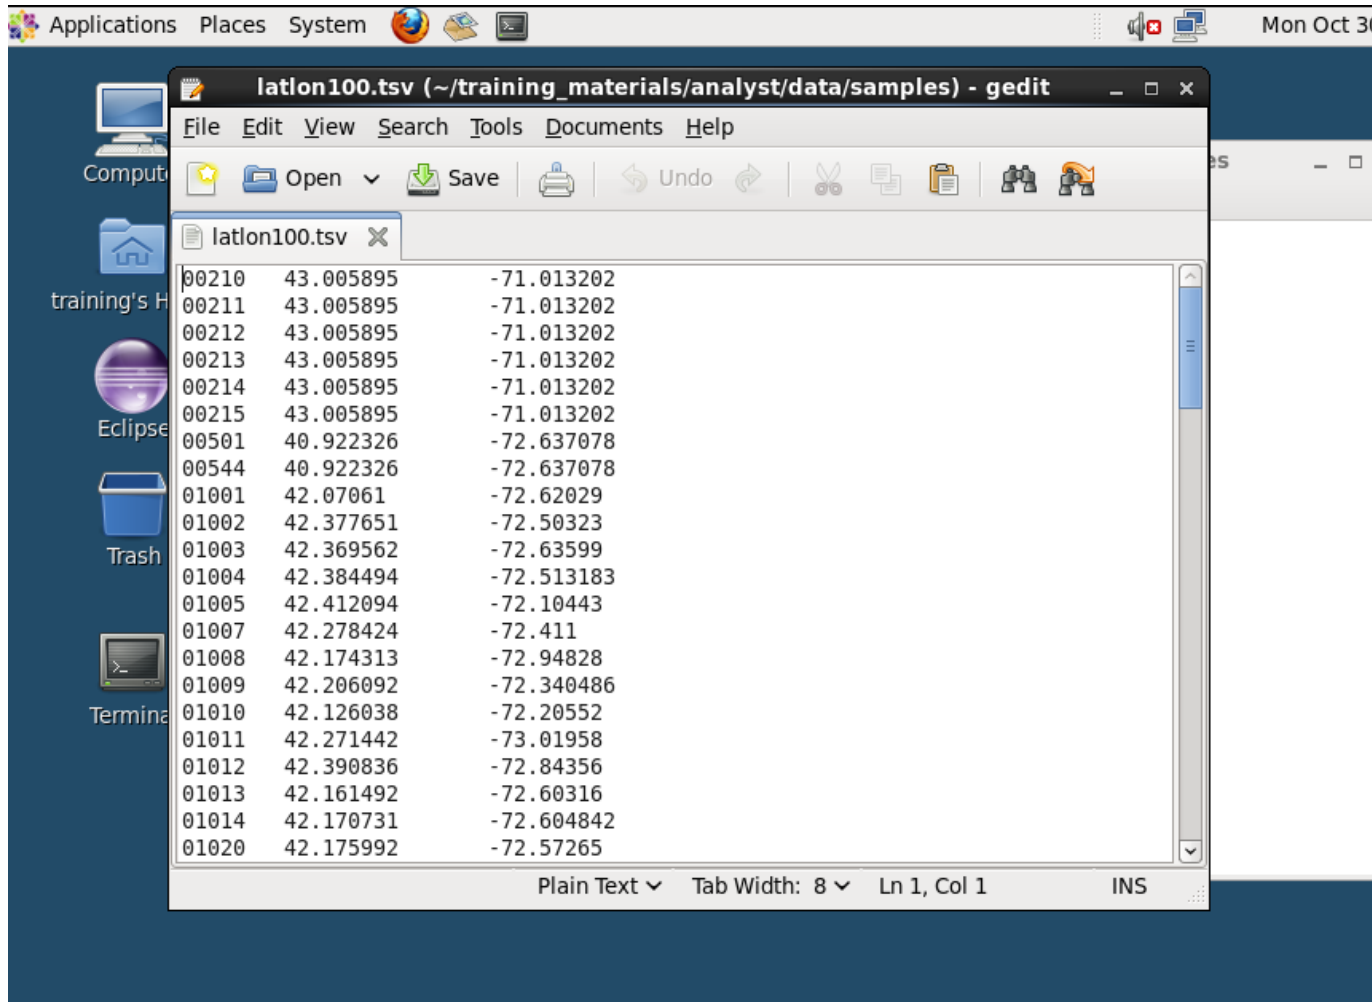 Applications Places System Mon Oct 30
latlon100.tsv (~/training_materials/analyst/data/samples) - gedit
File Edit View Search Tools Documents Help
Open Save Undo
latlon100.tsv
00210 43.005895 -71.013202
00211 43.005895 -71.013202
00212 43.005895 -71.013202
00213 43.005895 -71.013202
00214 43.005895 -71.013202
00215 43.005895 -71.013202
00501 40.922326 -72.637078
00544 40.922326 -72.637078
01001 42.07061 -72.62029
01002 42.377651 -72.50323
01003 42.369562 -72.63599
01004 42.384494 -72.513183
01005 42.412094 -72.10443
01007 42.278424 -72.411
01008 42.174313 -72.94828
01009 42.206092 -72.340486
01010 42.126038 -72.20552
01011 42.271442 -73.01958
01012 42.390836 -72.84356
01013 42.161492 -72.60316
01014 42.170731 -72.604842
01020 42.175992 -72.57265
Plain Text Tab Width: 8 Ln 1, Col 1 INS
Compute
training's H
Eclipse
Trash
Termina
es